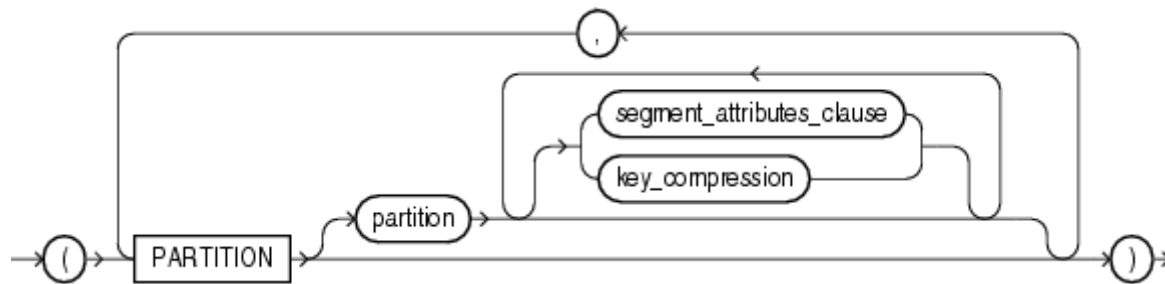 ,
segment_attributes_clause
key_compression
partition
( PARTITION )